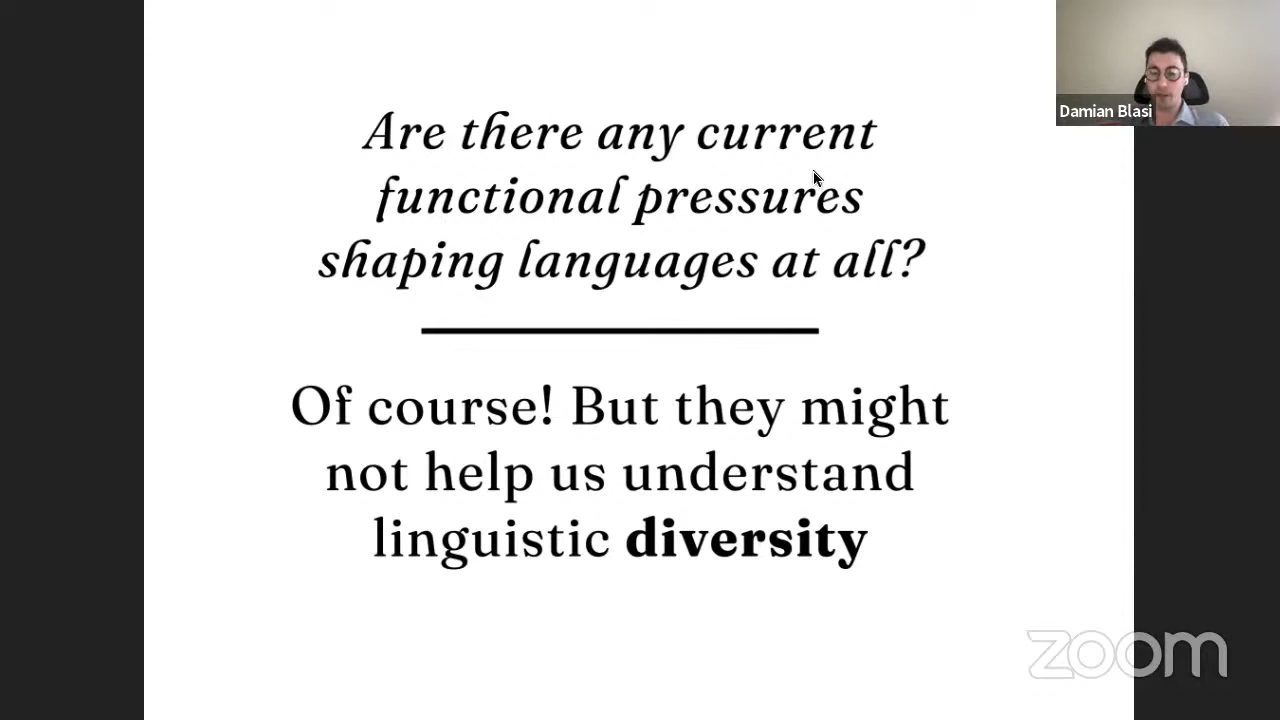 Damian Blasi
Are there any current
functional pressures
shaping languages at all?
Of course! But they might
not help us understand
linguistic diversity
zoom